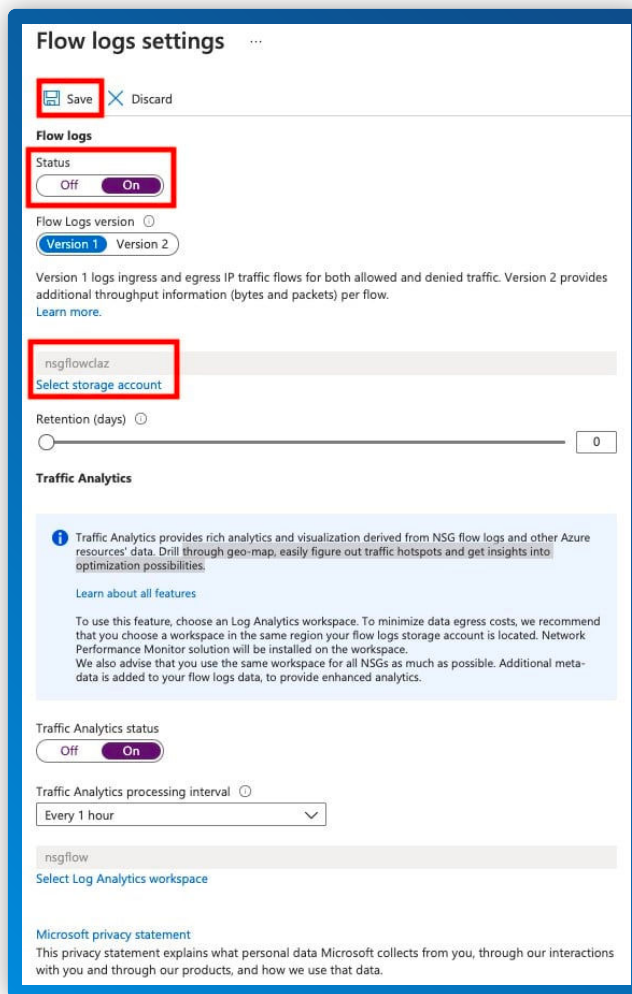 Flow logs settings ...
Save Discard
Flow logs
Status
Off On
Flow Logs version
Version 1 Version 2
Version 1 logs ingress and egress IP traffic flows for both allowed and denied traffic. Version 2 provides
additional throughput information (bytes and packets) per flow.
Learn more.
nsgflowclaz
Select storage account
Retention (days)
0
Traffic Analytics
Traffic Analytics provides rich analytics and visualization derived from NSG flow logs and other Azure
resources' data. Drill through geo-map, easily figure out traffic hotspots and get insights into
optimization possibilities.
Learn about all features
To use this feature, choose an Log Analytics workspace. To minimize data egress costs, we recommend
that you choose a workspace in the same region your flow logs storage account is located. Network
Performance Monitor solution will be installed on the workspace.
We also advise that you use the same workspace for all NSGs as much as possible. Additional meta-
data is added to your flow logs data, to provide enhanced analytics.
Traffic Analytics status
Off On
Traffic Analytics processing interval
Every 1 hour
nsgflow
Select Log Analytics workspace
Microsoft privacy statement
This privacy statement explains what personal data Microsoft collects from you, through our interactions
with you and through our products, and how we use that data.